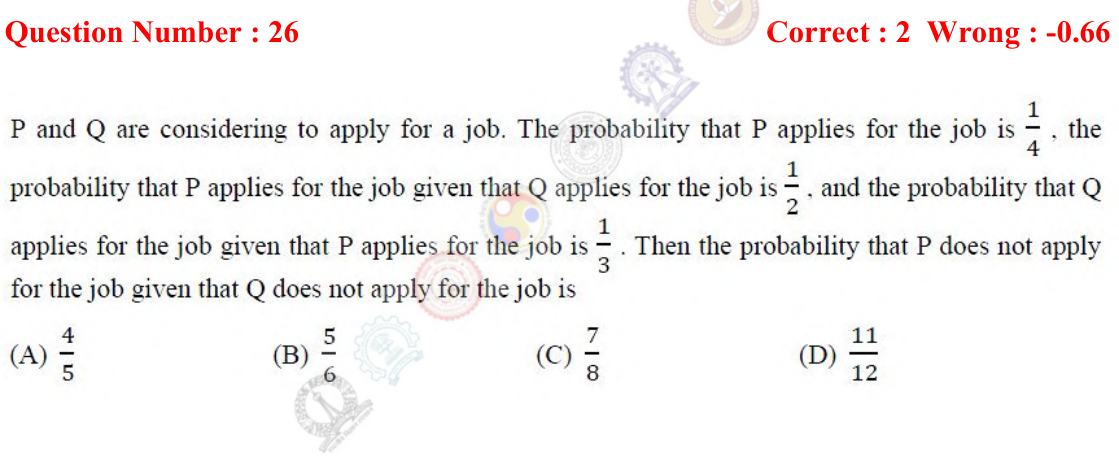 Question Number : 26 Correct : 2 Wrong : -0.66
P and Q are considering to apply for a job. The probability that P applies for the job is 1/4 , the
probability that P applies for the job given that Q applies for the job is 1/2 , and the probability that Q
applies for the job given that P applies for the job is 1/3 . Then the probability that P does not apply
for the job given that Q does not apply for the job is
(A) 4/5 (B) 5/6 (C) 7/8 (D) 11/12